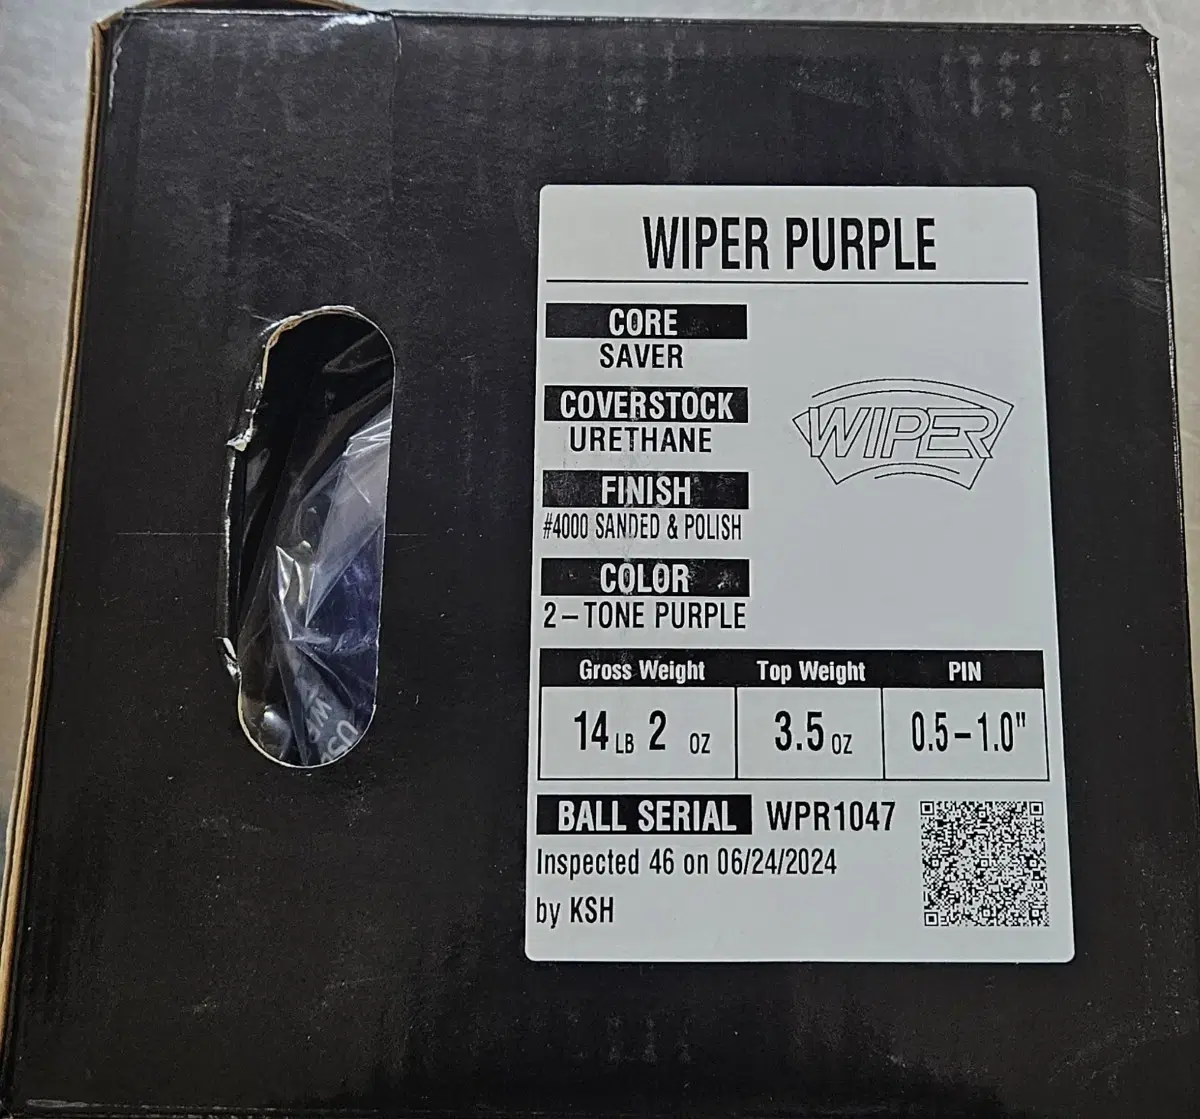 WIPER PURPLE
CORE
SAVER
COVERSTOCK
URETHANE
WIPER
FINISH
#4000 SANDED & POLISH
COLOR
2-TONE PURPLE
Gross Weight Top Weight PIN
14 LB 2 OZ 3.5 OZ 0.5-1.0"
BALL SERIAL WPR1047
Inspected 46 on 06/24/2024
by KSH